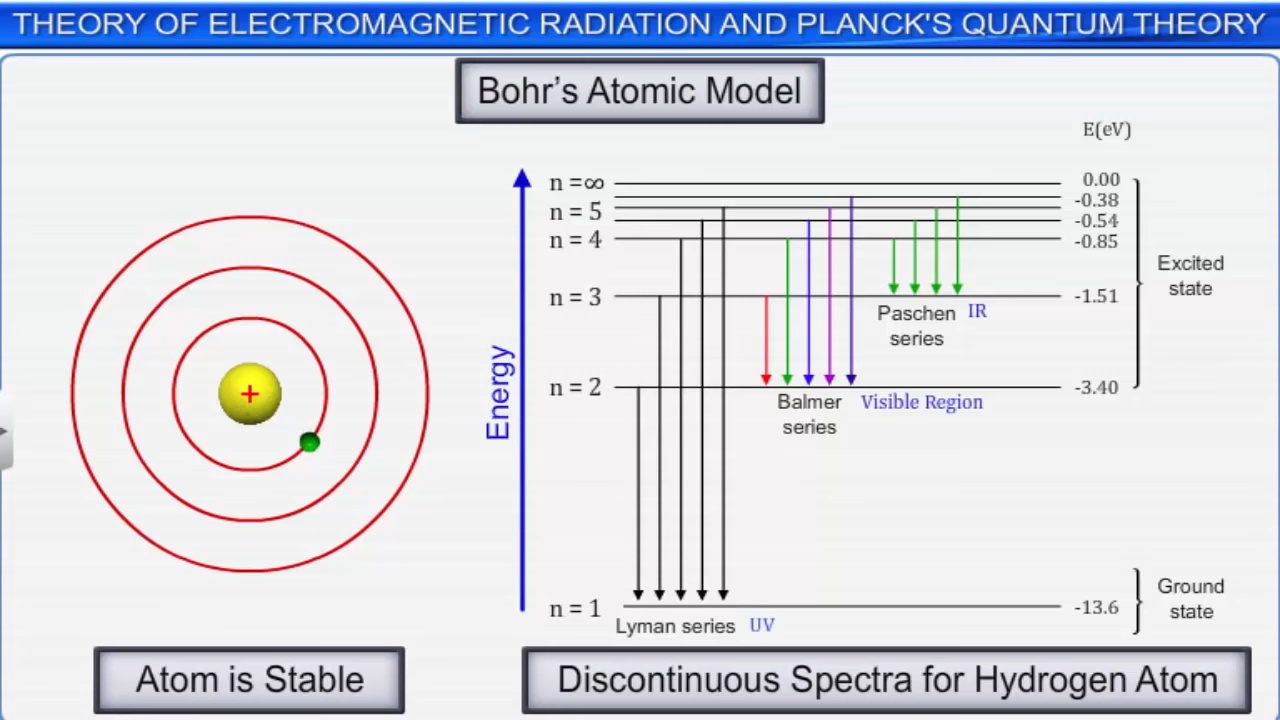 THEORY OF ELECTROMAGNETIC RADIATION AND PLANCK'S QUANTUM THEORY
Bohr’s Atomic Model
E(eV)
n =∞
0.00
-0.38
n = 5
-0.54
n = 4
-0.85
Excited
state
n = 3
-1.51
Paschen IR
series
Energy
n = 2
-3.40
Balmer Visible Region
series
+
n = 1
-13.6
Ground
state
Lyman series UV
Atom is Stable
Discontinuous Spectra for Hydrogen Atom